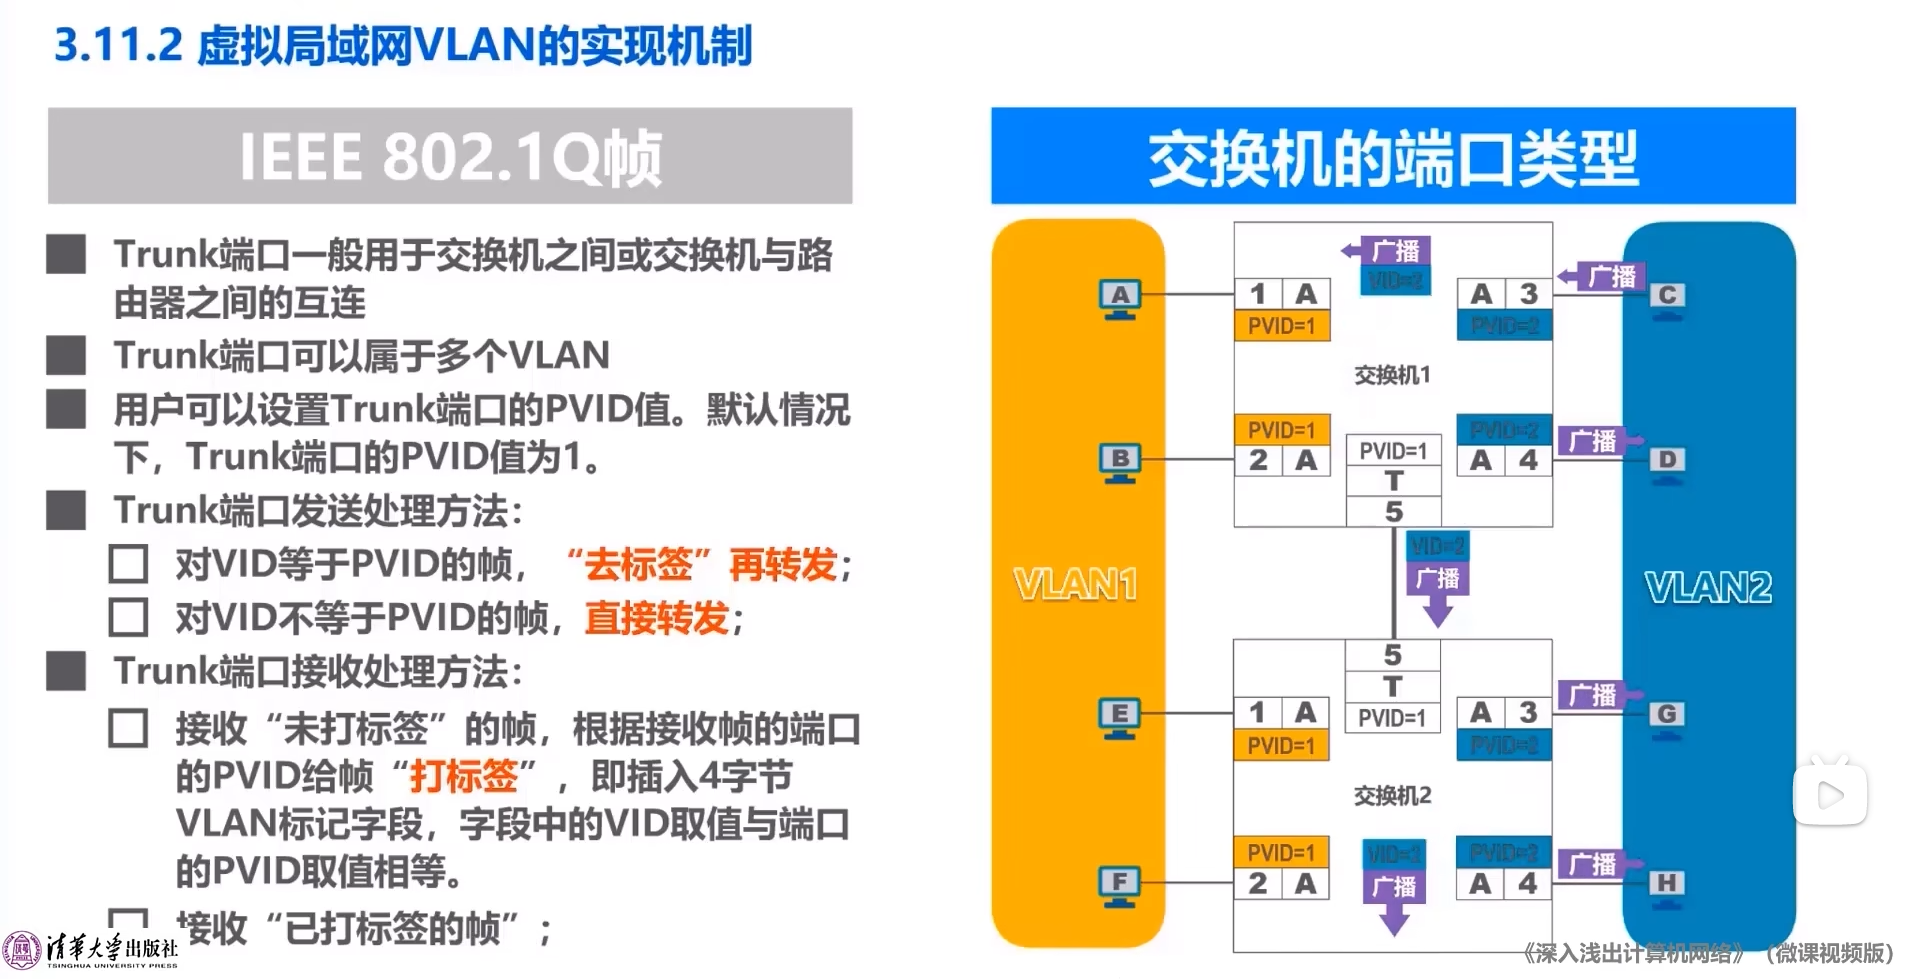 3.11.2 虚拟局域网VLAN的实现机制
IEEE 802.1Q帧
Trunk端口一般用于交换机之间或交换机与路
由器之间的互连
Trunk端口可以属于多个VLAN
用户可以设置Trunk端口的PVID值。默认情况
下，Trunk端口的PVID值为1。
Trunk端口发送处理方法：
对VID等于PVID的帧，“去标签”再转发；
对VID不等于PVID的帧，直接转发；
Trunk端口接收处理方法：
接收“未打标签”的帧，根据接收帧的端口
的PVID给帧“打标签”，即插入4字节
VLAN标记字段，字段中的VID取值与端口
的PVID取值相等。
接收“已打标签的帧”；
清华大学出版社
TSINGHUA UNIVERSITY PRESS
交换机的端口类型
广播
VID=2
广播
A
1 A
A 3
C
PVID=1
PVID=2
交换机1
PVID=1
PVID=2
广播
B
2 A
PVID=1
A 4
D
T
5
VID=2
广播
VLAN1
VLAN2
5
T
PVID=1
广播
E
1 A
A 3
G
PVID=1
PVID=2
交换机2
PVID=1
VID=2
PVID=2
广播
F
2 A
广播
A 4
H
《深入浅出计算机网络》（微课视频版）